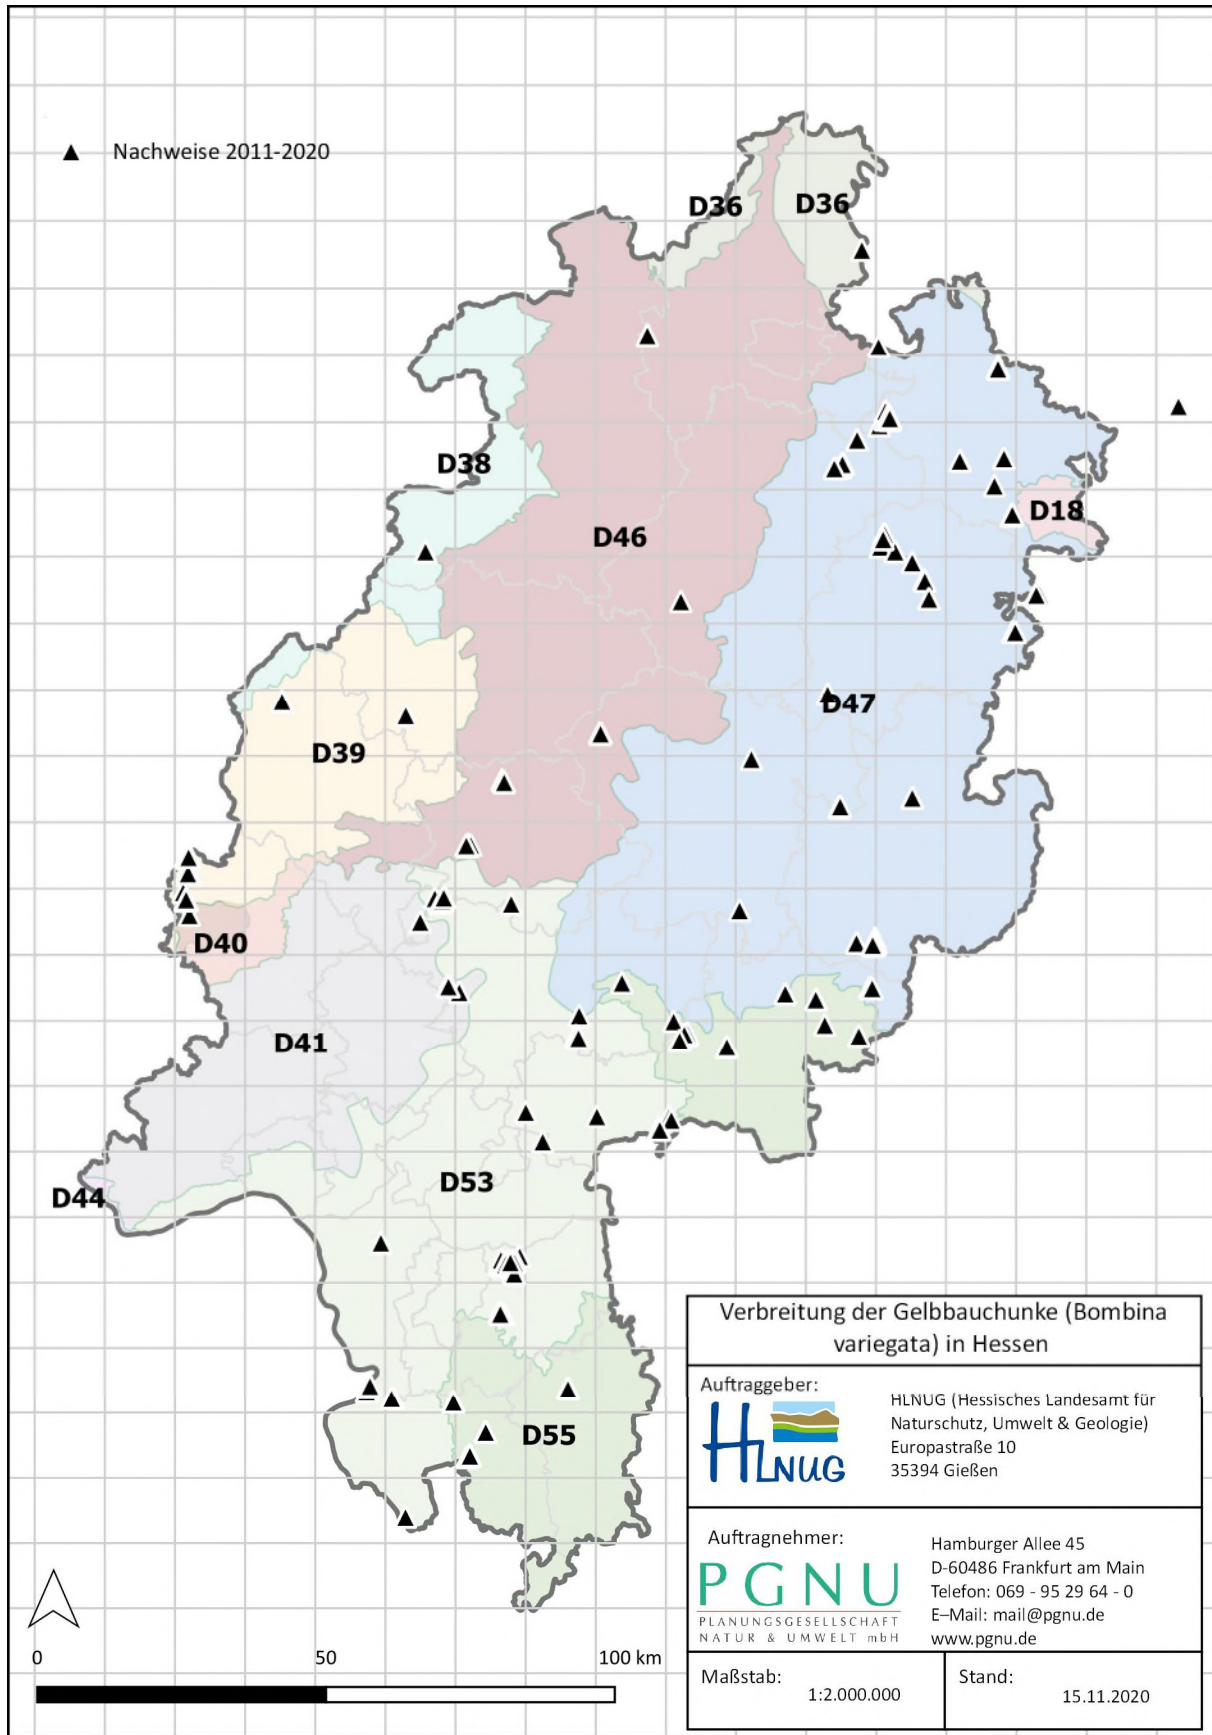 Nachweise 2011-2020
D36
D36
D38
D18
D46
D47
D39
D40
D41
D44
D53
D55
Verbreitung der Gelbbauchunke (Bombina
variegata) in Hessen
Auftraggeber:
HLNUG
HLNUG (Hessisches Landesamt für
Naturschutz, Umwelt & Geologie)
Europastraße 10
35394 Gießen
Auftragnehmer:
PGNU
PLANUNGSGESELLSCHAFT
NATUR & UMWELT mbH
Hamburger Allee 45
D-60486 Frankfurt am Main
Telefon: 069 - 95 29 64 - 0
E–Mail: mail@pgnu.de
www.pgnu.de
0 50 100 km
Maßstab:
1:2.000.000
Stand:
15.11.2020